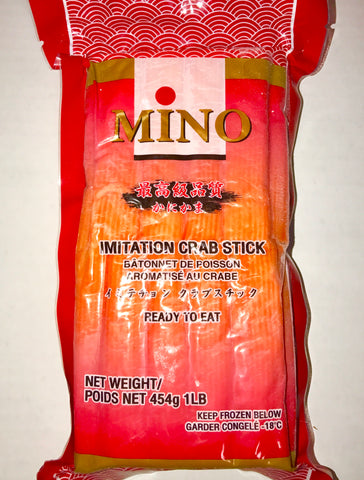 MINO
最高級品質
かにかま
IMITATION CRAB STICK
BÂTONNET DE POISSON
AROMATISÉ AU CRABE
イミテチョン クラブスチック
READY TO EAT
NET WEIGHT/
POIDS NET 454g 1LB
KEEP FROZEN BELOW
GARDER CONGELÉ -18°C